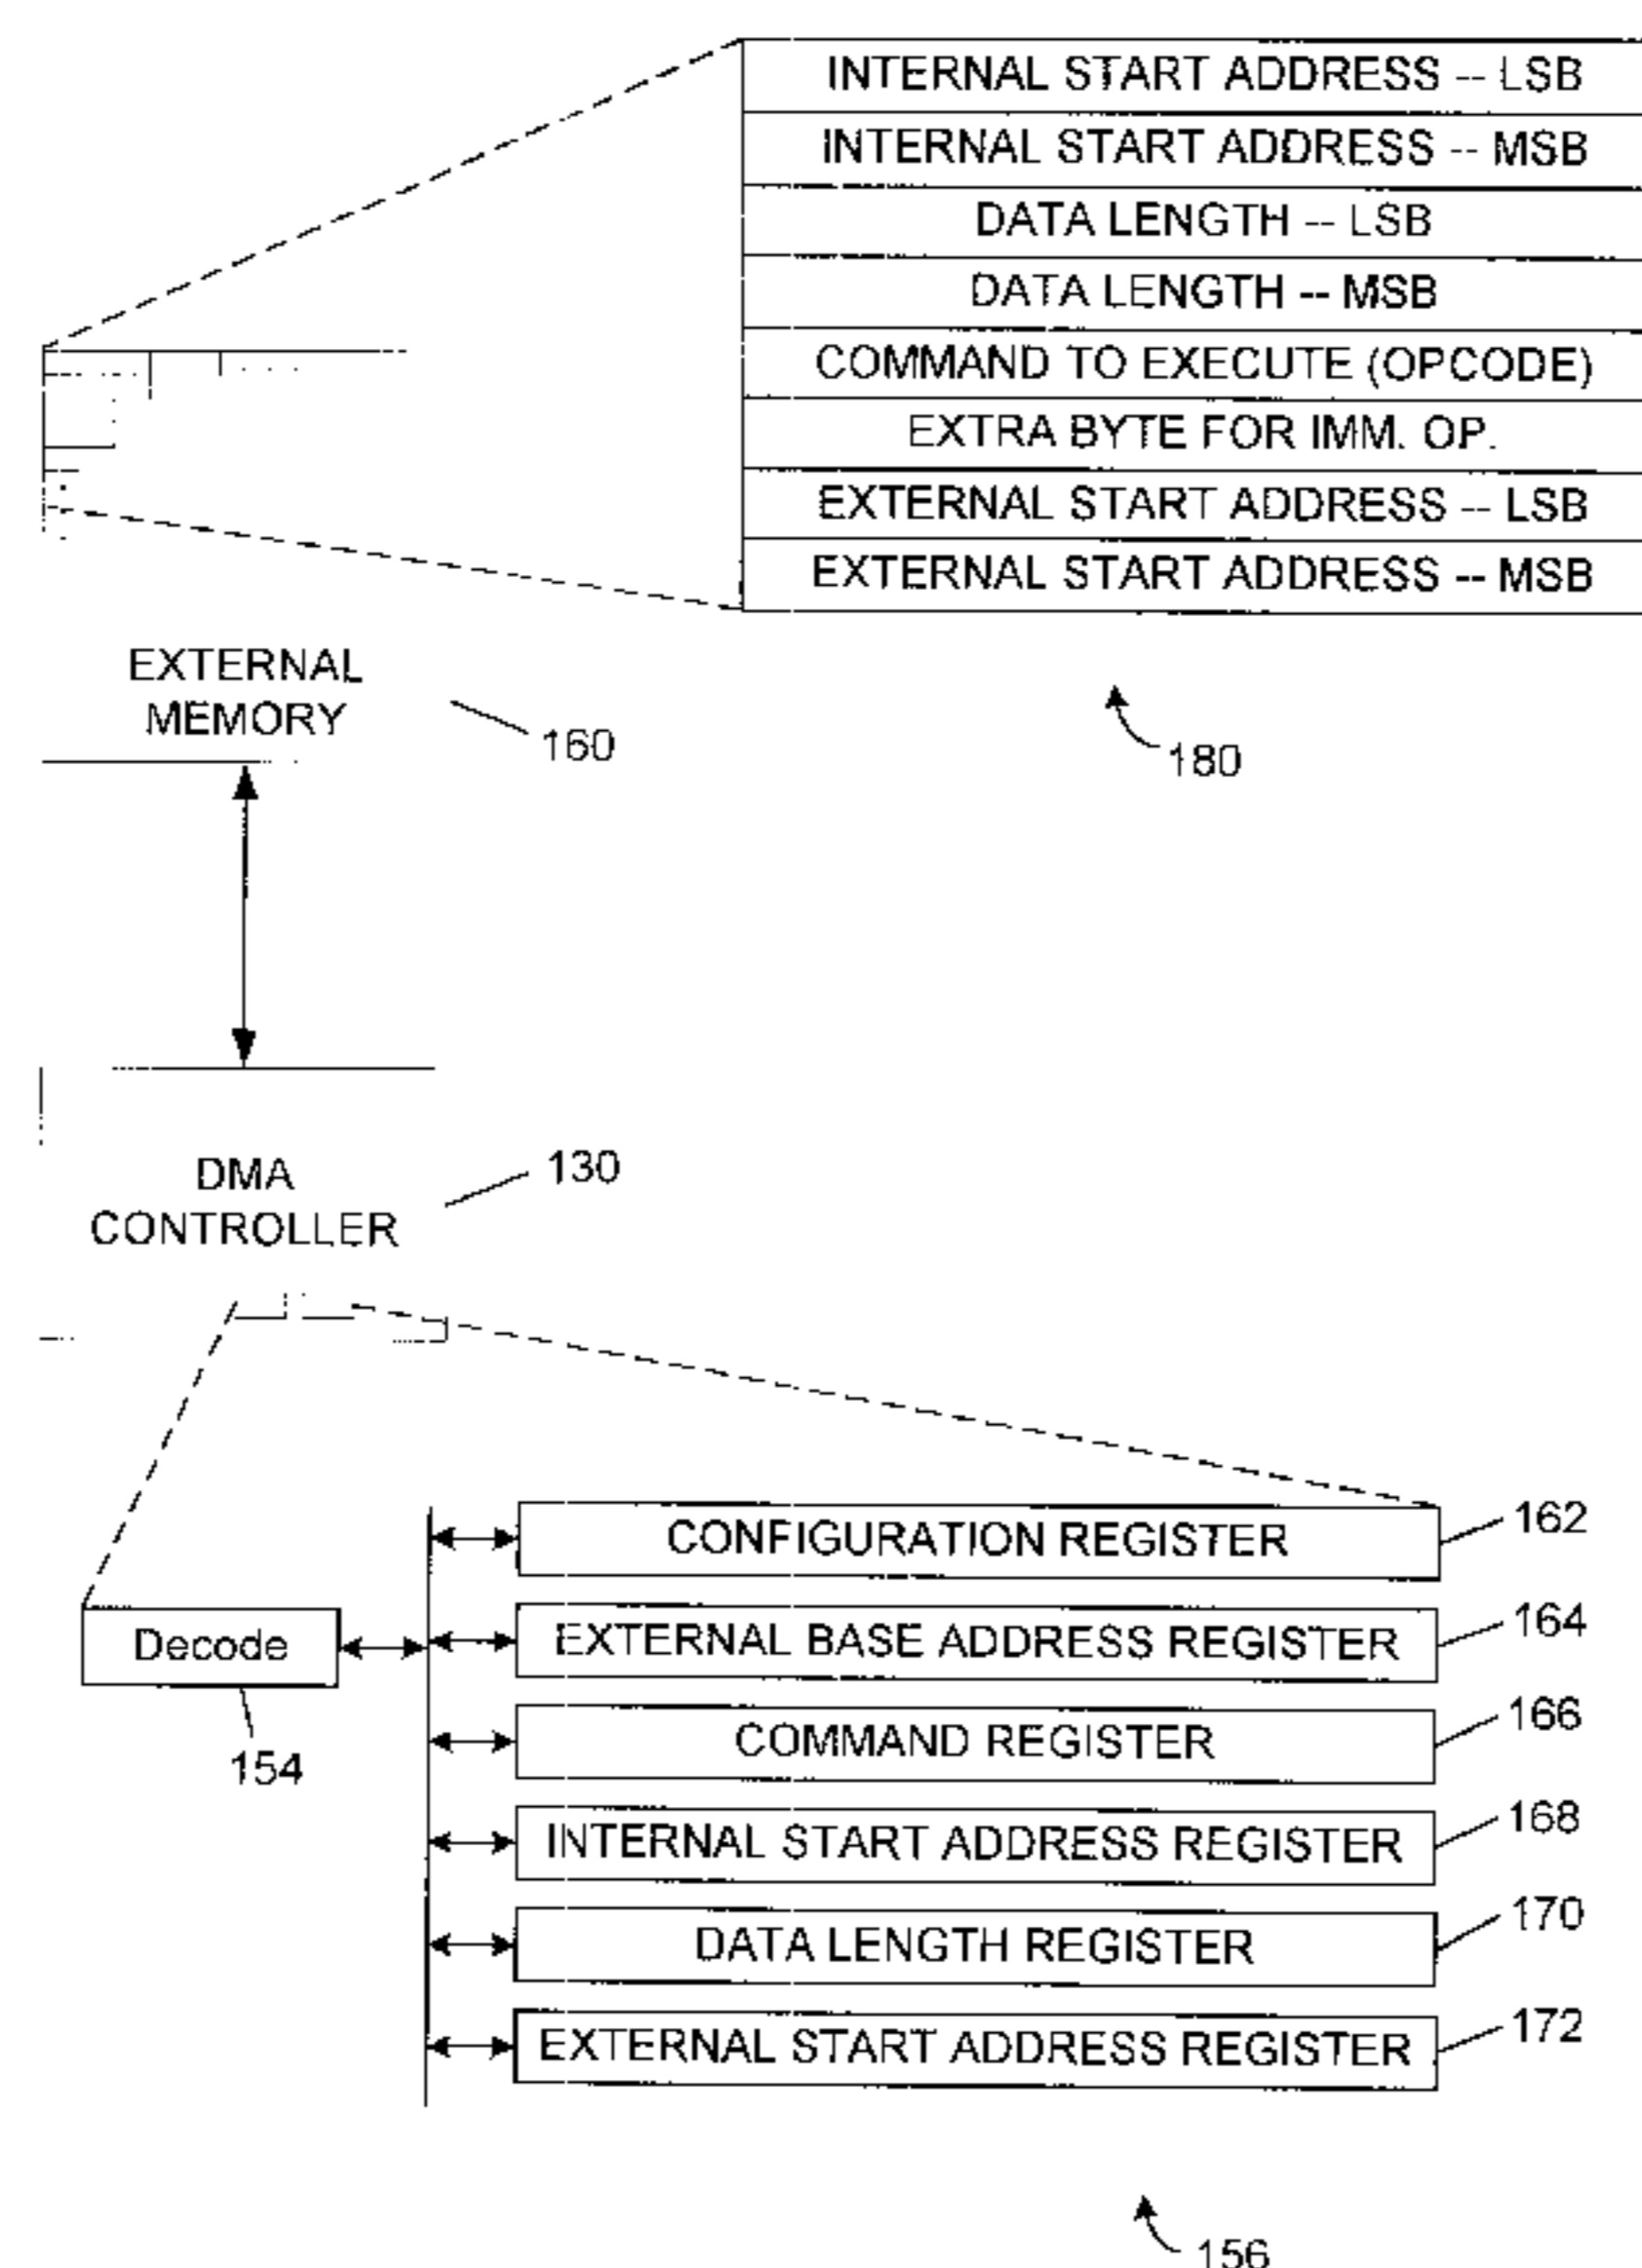 INTERNAL START ADDRESS -- LSB
INTERNAL START ADDRESS -- MSB
DATA LENGTH -- LSB
DATA LENGTH -- MSB
COMMAND TO EXECUTE (OPCODE)
EXTRA BYTE FOR IMM. OP.
EXTERNAL START ADDRESS -- LSB
EXTERNAL START ADDRESS -- MSB
EXTERNAL
MEMORY
160
180
DMA
CONTROLLER
130
CONFIGURATION REGISTER
162
Decode
154
EXTERNAL BASE ADDRESS REGISTER
164
COMMAND REGISTER
166
INTERNAL START ADDRESS REGISTER
168
DATA LENGTH REGISTER
170
EXTERNAL START ADDRESS REGISTER
172
156